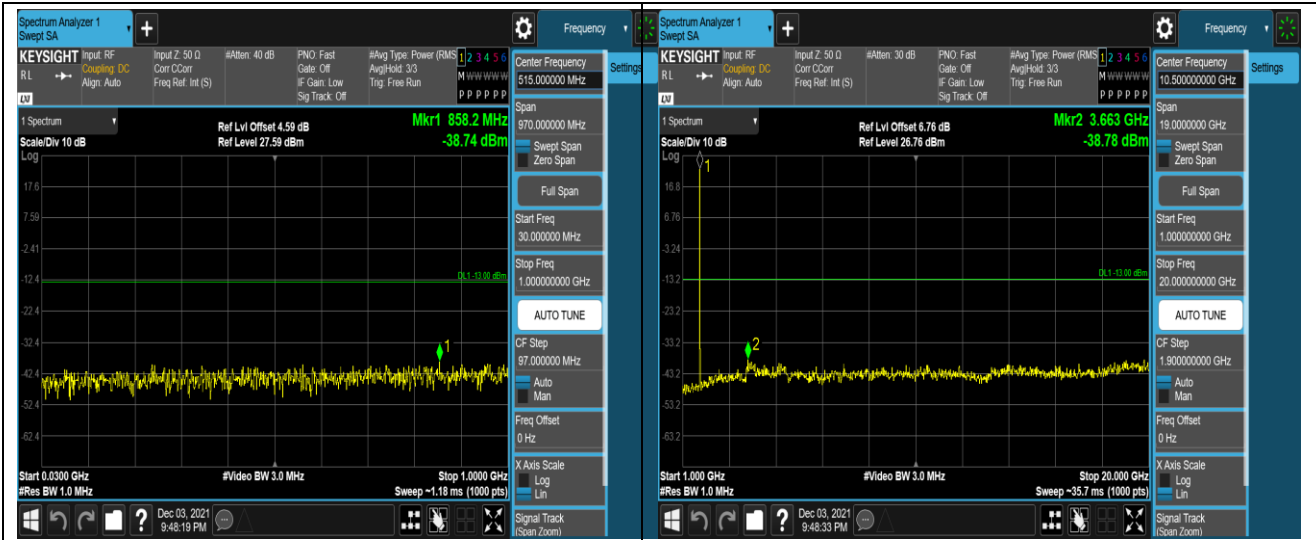 Spectrum Analyzer 1
Swept SA
KEYSIGHT
RL
LXI
Input: RF
Coupling: DC
Align: Auto
Input Z: 50 Ω
Corr CCorr
Freq Ref: Int (S)
#Atten: 40 dB
PNO: Fast
Gate: Off
IF Gain: Low
Sig Track: Off
#Avg Type: Power (RMS
Avg|Hold: 3/3
Trig: Free Run
1 2 3 4 5 6
M W W W W W
P P P P P P
1 Spectrum
Scale/Div 10 dB
Log
Ref Lvl Offset 4.59 dB
Ref Level 27.59 dBm
Mkr1 858.2 MHz
-38.74 dBm
17.6
7.59
-2.41
-12.4
-22.4
-32.4
-42.4
-52.4
-62.4
DL1 -13.00 dBm
1
Start 0.0300 GHz
#Res BW 1.0 MHz
#Video BW 3.0 MHz
Stop 1.0000 GHz
Sweep ~1.18 ms (1000 pts)
Dec 03, 2021
9:48:19 PM
Frequency
Settings
Center Frequency
515.000000 MHz
Span
970.000000 MHz
Swept Span
Zero Span
Full Span
Start Freq
30.000000 MHz
Stop Freq
1.000000000 GHz
AUTO TUNE
CF Step
97.000000 MHz
Auto
Man
Freq Offset
0 Hz
X Axis Scale
Log
Lin
Signal Track
(Span Zoom)
Spectrum Analyzer 1
Swept SA
KEYSIGHT
RL
LXI
Input: RF
Coupling: DC
Align: Auto
Input Z: 50 Ω
Corr CCorr
Freq Ref: Int (S)
#Atten: 30 dB
PNO: Fast
Gate: Off
IF Gain: Low
Sig Track: Off
#Avg Type: Power (RMS
Avg|Hold: 3/3
Trig: Free Run
1 2 3 4 5 6
M W W W W W
P P P P P P
1 Spectrum
Scale/Div 10 dB
Log
Ref Lvl Offset 6.76 dB
Ref Level 26.76 dBm
Mkr2 3.663 GHz
-38.78 dBm
1
16.8
6.76
-3.24
-13.2
-23.2
-33.2
-43.2
-53.2
-63.2
DL1 -13.00 dBm
2
Start 1.000 GHz
#Res BW 1.0 MHz
#Video BW 3.0 MHz
Stop 20.000 GHz
Sweep ~35.7 ms (1000 pts)
Dec 03, 2021
9:48:33 PM
Frequency
Settings
Center Frequency
10.500000000 GHz
Span
19.0000000 GHz
Swept Span
Zero Span
Full Span
Start Freq
1.000000000 GHz
Stop Freq
20.000000000 GHz
AUTO TUNE
CF Step
1.900000000 GHz
Auto
Man
Freq Offset
0 Hz
X Axis Scale
Log
Lin
Signal Track
(Span Zoom)